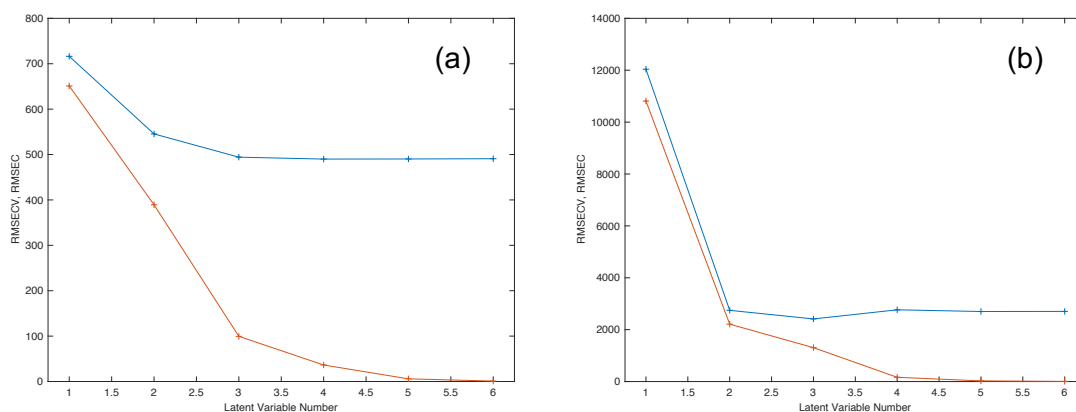 (a)
800
700
600
500
400
300
200
100
0
RMSECV, RMSEC
1 1.5 2 2.5 3 3.5 4 4.5 5 5.5 6
Latent Variable Number
(b)
14000
12000
10000
8000
6000
4000
2000
0
RMSECV, RMSEC
1 1.5 2 2.5 3 3.5 4 4.5 5 5.5 6
Latent Variable Number